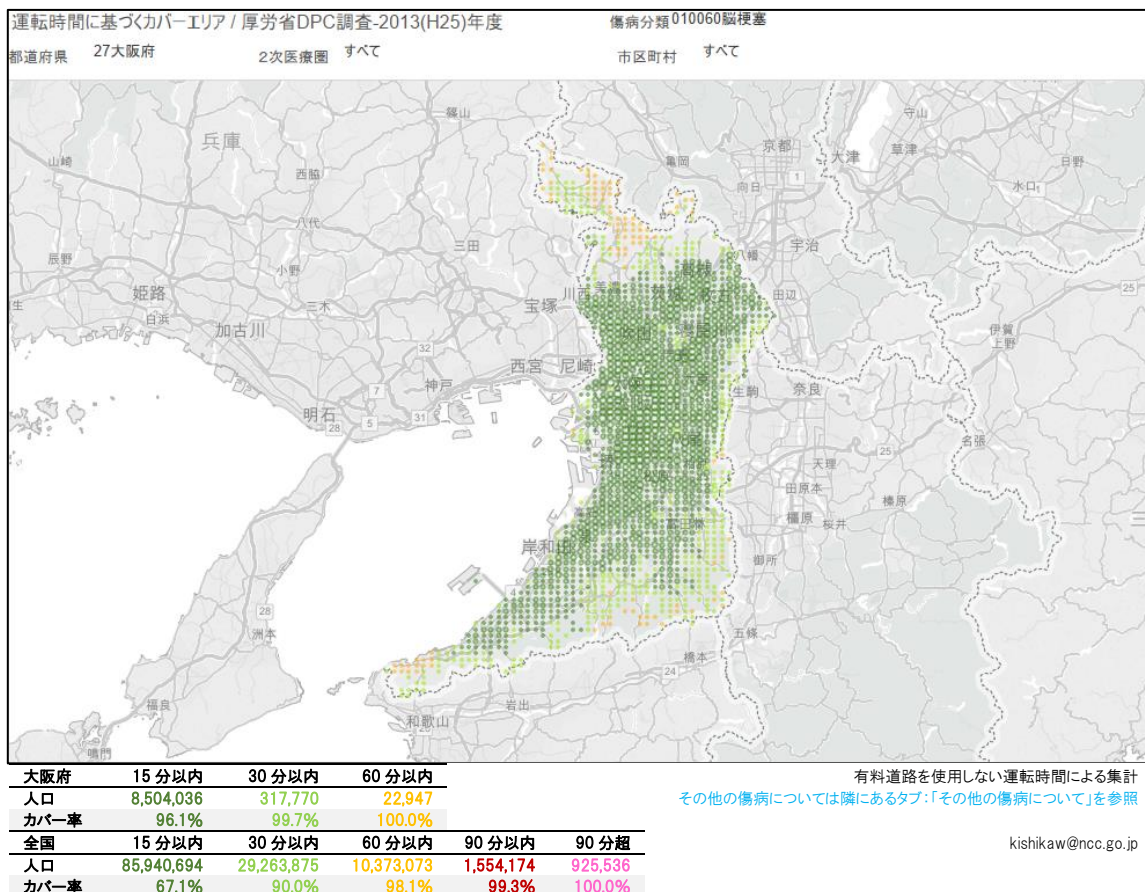 運転時間に基づくカバーエリア / 厚労省DPC調査-2013(H25)年度
傷病分類 010060脳梗塞
都道府県 27大阪府 2次医療圏 すべて 市区町村 すべて
篠山
守山
兵庫
京都
大津
草津
山崎
亀岡
日野
西脇
向日
1
水口
1
八代
三田
八幡
宇治
辰野
小野
川西
25
姫路
三木
宝塚
田辺
白浜
加古川
伊賀
上野
32
西宮
尼崎
神戸
7
生駒
奈良
明石
28
5
31
名張
25
天理
田原本
榛原
橿原
桜井
岸和田
御所
28
洲本
五條
橋本
24
福良
岩出
和歌山
鳴門
大阪府 15分以内 30分以内 60分以内
人口 8,504,036 317,770 22,947
カバー率 96.1% 99.7% 100.0%
全国 15分以内 30分以内 60分以内 90分以内 90分超
人口 85,940,694 29,263,875 10,373,073 1,554,174 925,536
カバー率 67.1% 90.0% 98.1% 99.3% 100.0%
有料道路を使用しない運転時間による集計
その他の傷病については隣にあるタブ:「その他の傷病について」を参照
kishikaw@ncc.go.jp